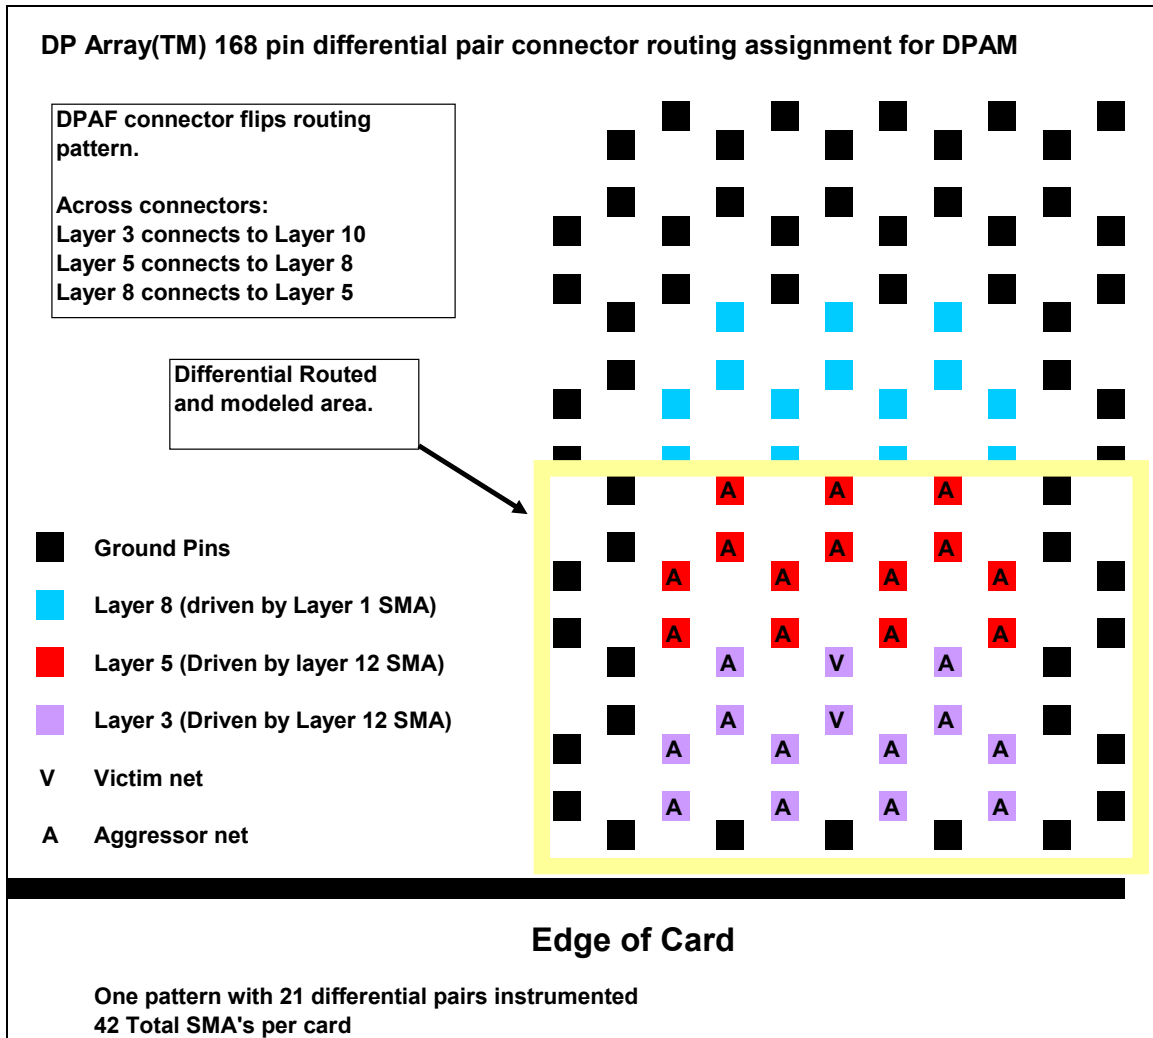 DP Array(TM) 168 pin differential pair connector routing assignment for DPAM
DPAF connector flips routing
pattern.
Across connectors:
Layer 3 connects to Layer 10
Layer 5 connects to Layer 8
Layer 8 connects to Layer 5
Differential Routed
and modeled area.
A A A
A A A
A A A A
A A A A
A V A
A V A
A A A A
A A A A
Ground Pins
Layer 8 (driven by Layer 1 SMA)
Layer 5 (Driven by layer 12 SMA)
Layer 3 (Driven by Layer 12 SMA)
V Victim net
A Aggressor net
Edge of Card
One pattern with 21 differential pairs instrumented
42 Total SMA's per card